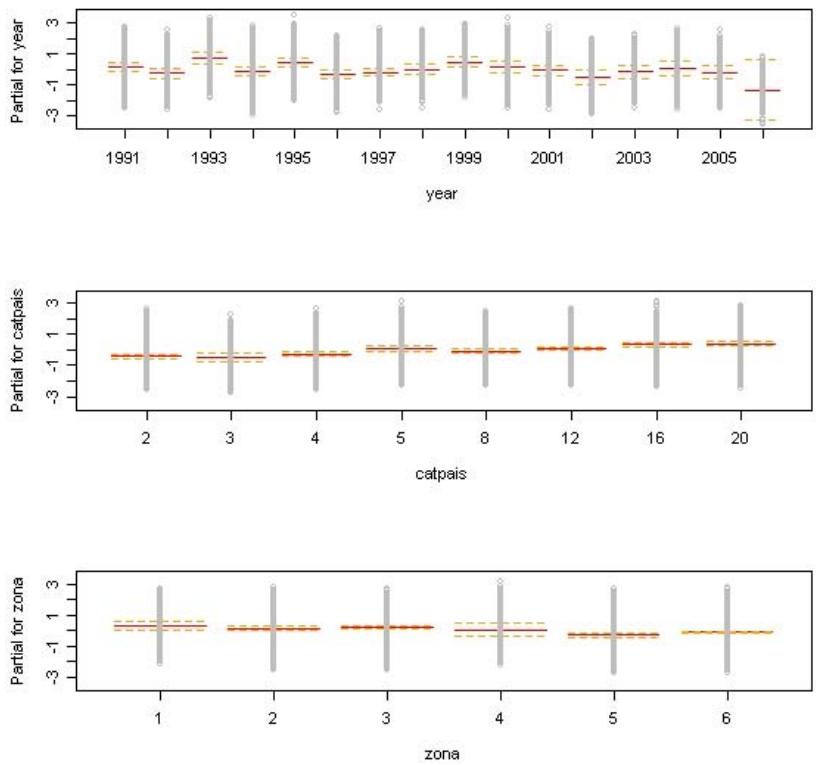 Partial for year
3
1
-1
-3
1991 1993 1995 1997 1999 2001 2003 2005
year
Partial for catpais
3
1
-1
-3
2 3 4 5 8 12 16 20
catpais
Partial for zona
3
1
-1
-3
1 2 3 4 5 6
zona